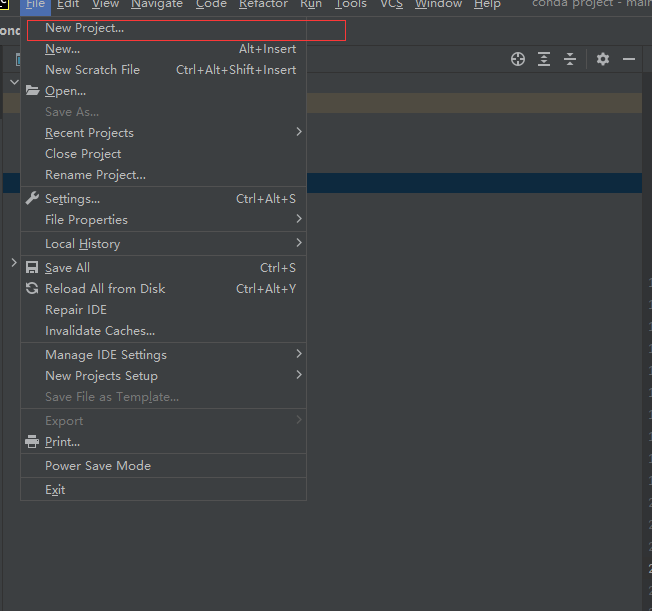 File Edit View Navigate Code Refactor Run Tools VCS Window Help conda project - main
New Project...
New... Alt+Insert
New Scratch File Ctrl+Alt+Shift+Insert
Open...
Save As...
Recent Projects
Close Project
Rename Project...
Settings... Ctrl+Alt+S
File Properties
Local History
Save All Ctrl+S
Reload All from Disk Ctrl+Alt+Y
Repair IDE
Invalidate Caches...
Manage IDE Settings
New Projects Setup
Save File as Template...
Export
Print...
Power Save Mode
Exit